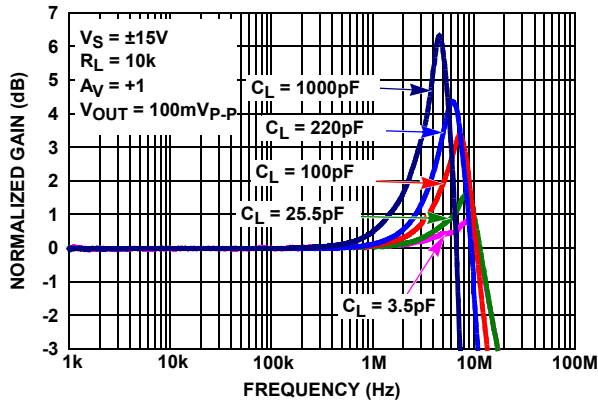 7
6
5
4
3
2
1
0
-1
-2
-3
NORMALIZED GAIN (dB)
VS = ±15V
RL = 10k
AV = +1
VOUT = 100mVP-P
CL = 1000pF
CL = 220pF
CL = 100pF
CL = 25.5pF
CL = 3.5pF
1k 10k 100k 1M 10M 100M
FREQUENCY (Hz)